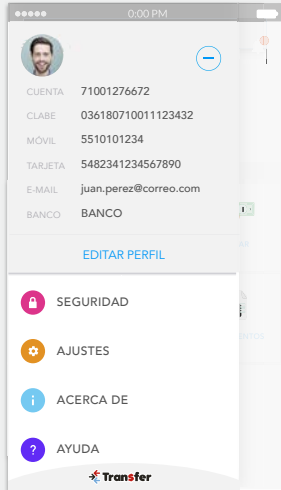 0:00 PM
CUENTA 71001276672
CLABE 036180710011123432
MÓVIL 5510101234
TARJETA 5482341234567890
E-MAIL juan.perez@correo.com
BANCO BANCO
EDITAR PERFIL
SEGURIDAD
AJUSTES
ACERCA DE
AYUDA
Transfer